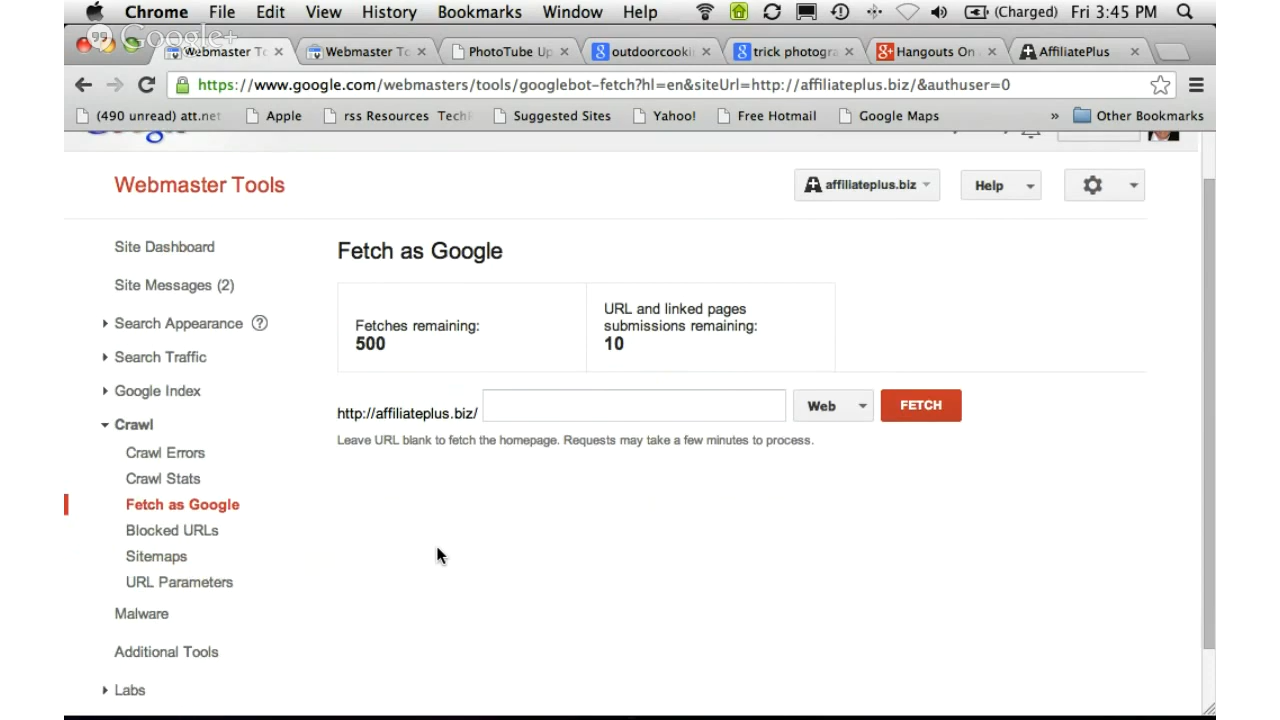 Chrome File Edit View History Bookmarks Window Help (Charged) Fri 3:45 PM
Google+
Webmaster To Webmaster To PhotoTube Up outdoorcooki trick photogra Hangouts On AffiliatePlus
https://www.google.com/webmasters/tools/googlebot-fetch?hl=en&siteUrl=http://affiliateplus.biz/&authuser=0
(490 unread) att.net Apple rss Resources Tech Suggested Sites Yahoo! Free Hotmail Google Maps » Other Bookmarks
Webmaster Tools
affiliateplus.biz Help
Site Dashboard
Site Messages (2)
Search Appearance ?
Search Traffic
Google Index
Crawl
Crawl Errors
Crawl Stats
Fetch as Google
Blocked URLs
Sitemaps
URL Parameters
Malware
Additional Tools
Labs
Fetch as Google
Fetches remaining:
500
URL and linked pages
submissions remaining:
10
http://affiliateplus.biz/ Web FETCH
Leave URL blank to fetch the homepage. Requests may take a few minutes to process.